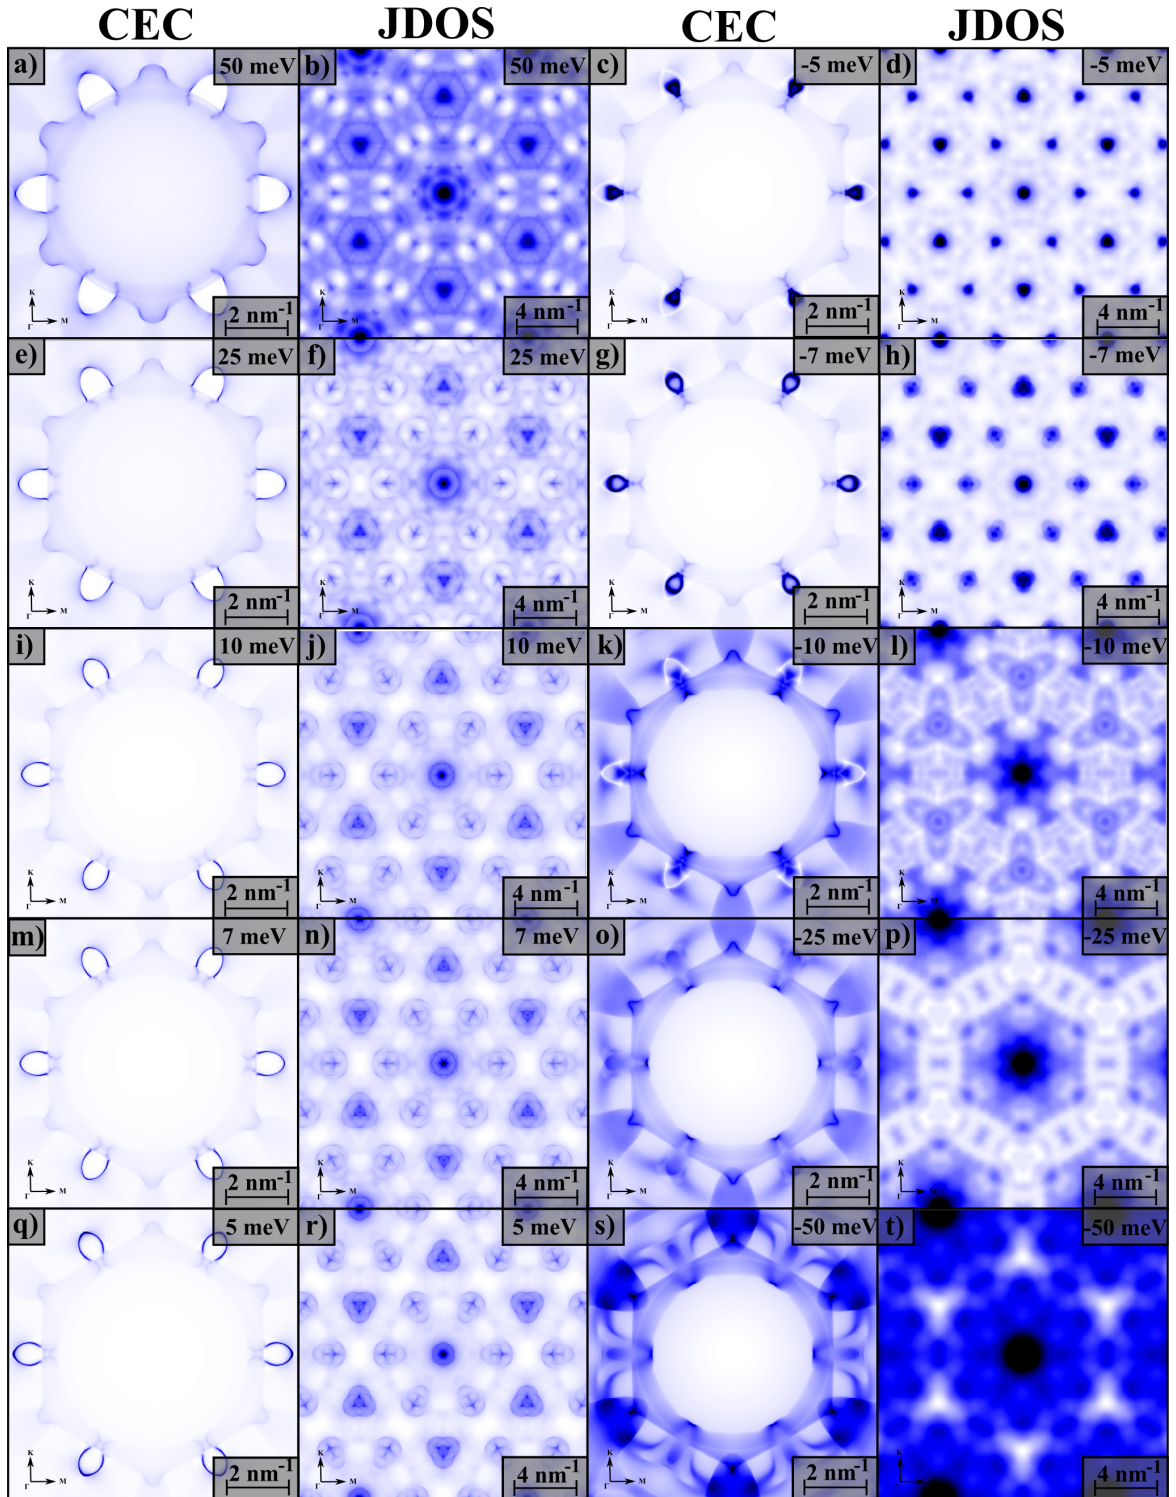 CEC JDOS CEC JDOS
a) 50 meV b) 50 meV c) -5 meV d) -5 meV
K K K K
Γ M Γ M Γ M Γ M
2 nm-1 4 nm-1 2 nm-1 4 nm-1
e) 25 meV f) 25 meV g) -7 meV h) -7 meV
K K K K
Γ M Γ M Γ M Γ M
2 nm-1 4 nm-1 2 nm-1 4 nm-1
i) 10 meV j) 10 meV k) -10 meV l) -10 meV
K K K K
Γ M Γ M Γ M Γ M
2 nm-1 4 nm-1 2 nm-1 4 nm-1
m) 7 meV n) 7 meV o) -25 meV p) -25 meV
K K K K
Γ M Γ M Γ M Γ M
2 nm-1 4 nm-1 2 nm-1 4 nm-1
q) 5 meV r) 5 meV s) -50 meV t) -50 meV
K K K K
Γ M Γ M Γ M Γ M
2 nm-1 4 nm-1 2 nm-1 4 nm-1